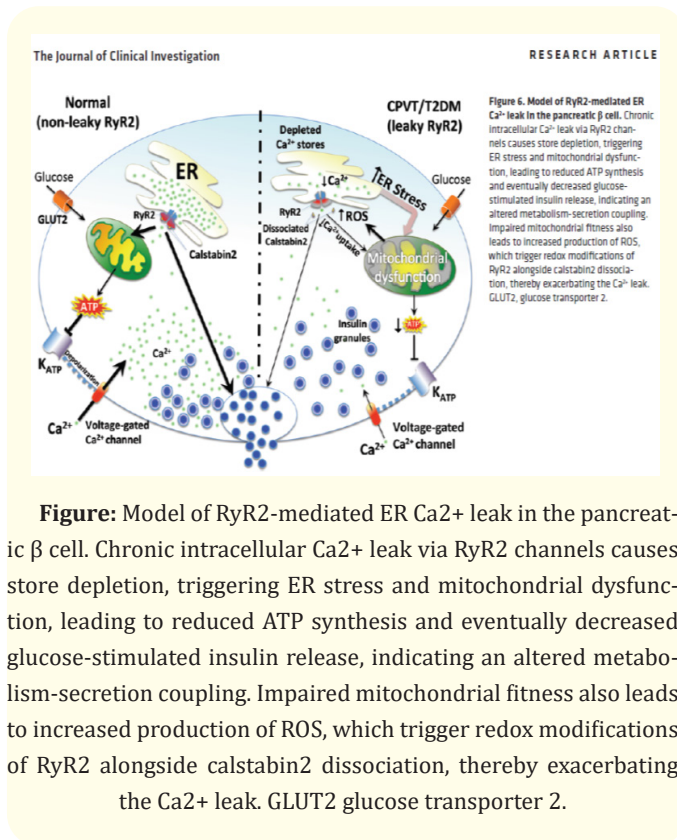 The Journal of Clinical Investigation
RESEARCH ARTICLE
Normal
(non-leaky RyR2)
ER
Glucose
GLUT2
RyR2
Calstabin2
ATP
KATP
Depolarization
Ca²⁺
Ca²⁺
Voltage-gated
Ca²⁺ channel
CPVT/T2DM
(leaky RyR2)
Depleted
Ca²⁺ stores
↓Ca²⁺
↑ER Stress
Glucose
RyR2
↑ROS
Dissociated
Calstabin2
↓Ca²⁺uptake
Mitochondrial
dysfunction
Insulin
granules
↓ATP
KATP
Voltage-gated
Ca²⁺ channel
Ca²⁺
Figure 6. Model of RyR2-mediated ER
Ca²⁺ leak in the pancreatic β cell. Chronic
intracellular Ca²⁺ leak via RyR2 chan-
nels causes store depletion, triggering
ER stress and mitochondrial dysfunc-
tion, leading to reduced ATP synthesis
and eventually decreased glucose-
stimulated insulin release, indicating an
altered metabolism-secretion coupling.
Impaired mitochondrial fitness also
leads to increased production of ROS,
which trigger redox modifications of
RyR2 alongside calstabin2 dissocia-
tion, thereby exacerbating the Ca²⁺ leak.
GLUT2, glucose transporter 2.
Figure: Model of RyR2-mediated ER Ca2+ leak in the pancreat-
ic β cell. Chronic intracellular Ca2+ leak via RyR2 channels causes
store depletion, triggering ER stress and mitochondrial dysfunc-
tion, leading to reduced ATP synthesis and eventually decreased
glucose-stimulated insulin release, indicating an altered metabo-
lism-secretion coupling. Impaired mitochondrial fitness also leads
to increased production of ROS, which trigger redox modifications
of RyR2 alongside calstabin2 dissociation, thereby exacerbating
the Ca2+ leak. GLUT2 glucose transporter 2.